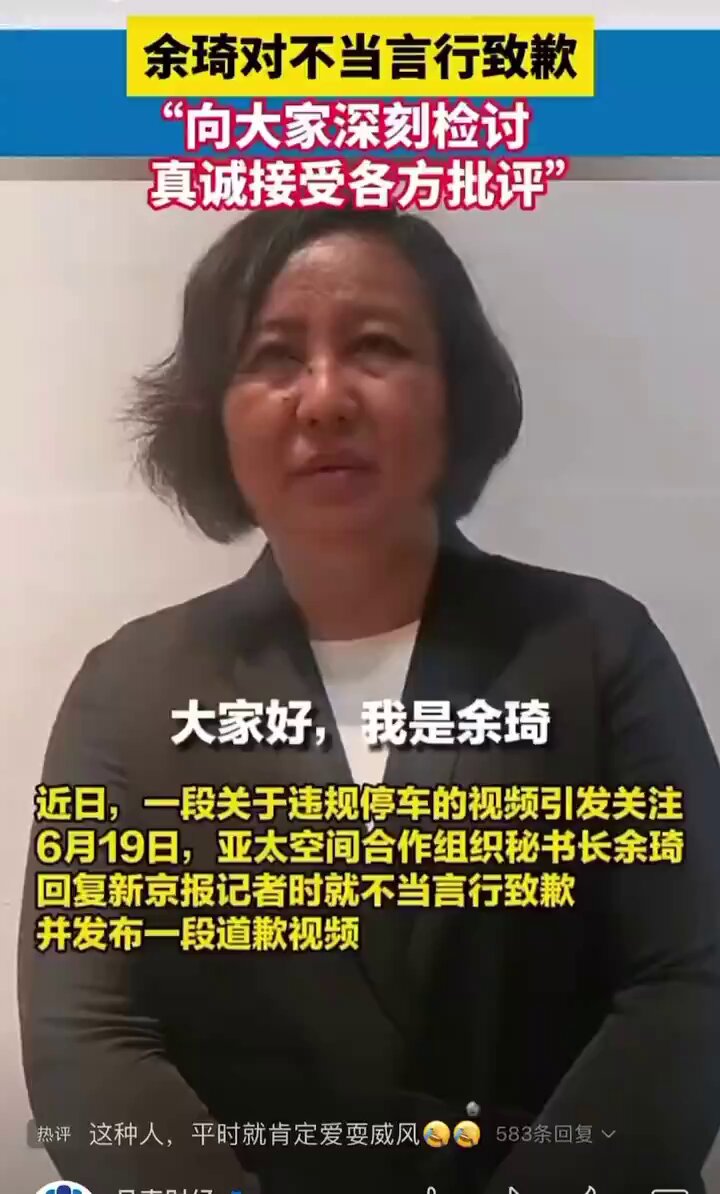 余琦对不当言行致歉
“向大家深刻检讨
真诚接受各方批评”
大家好，我是余琦
近日，一段关于违规停车的视频引发关注
6月19日，亚太空间合作组织秘书长余琦
回复新京报记者时就不当言行致歉
并发布一段道歉视频
热评 这种人，平时就肯定爱耍威风🤣🤣 583条回复